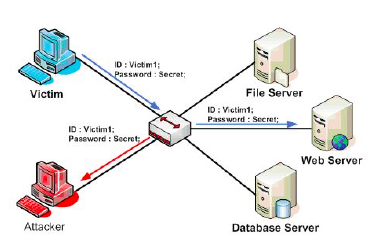 ID : Victim1;
Password : Secret;
Victim
File Server
ID : Victim1;
Password : Secret;
ID : Victim1;
Password : Secret;
Web Server
Attacker
Database Server